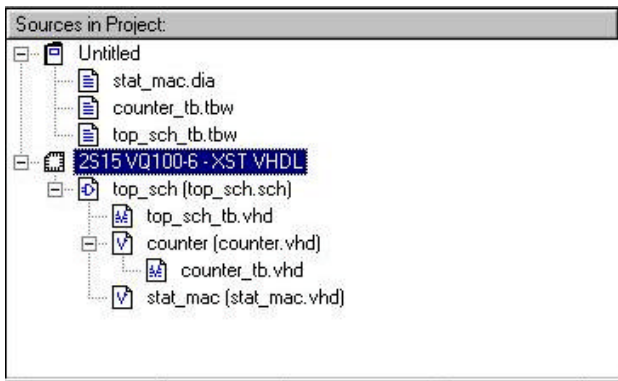 Sources in Project:
Untitled
stat_mac.dia
counter_tb.tbw
top_sch_tb.tbw
2S15 VQ100-6 - XST VHDL
top_sch (top_sch.sch)
top_sch_tb.vhd
counter (counter.vhd)
counter_tb.vhd
stat_mac (stat_mac.vhd)